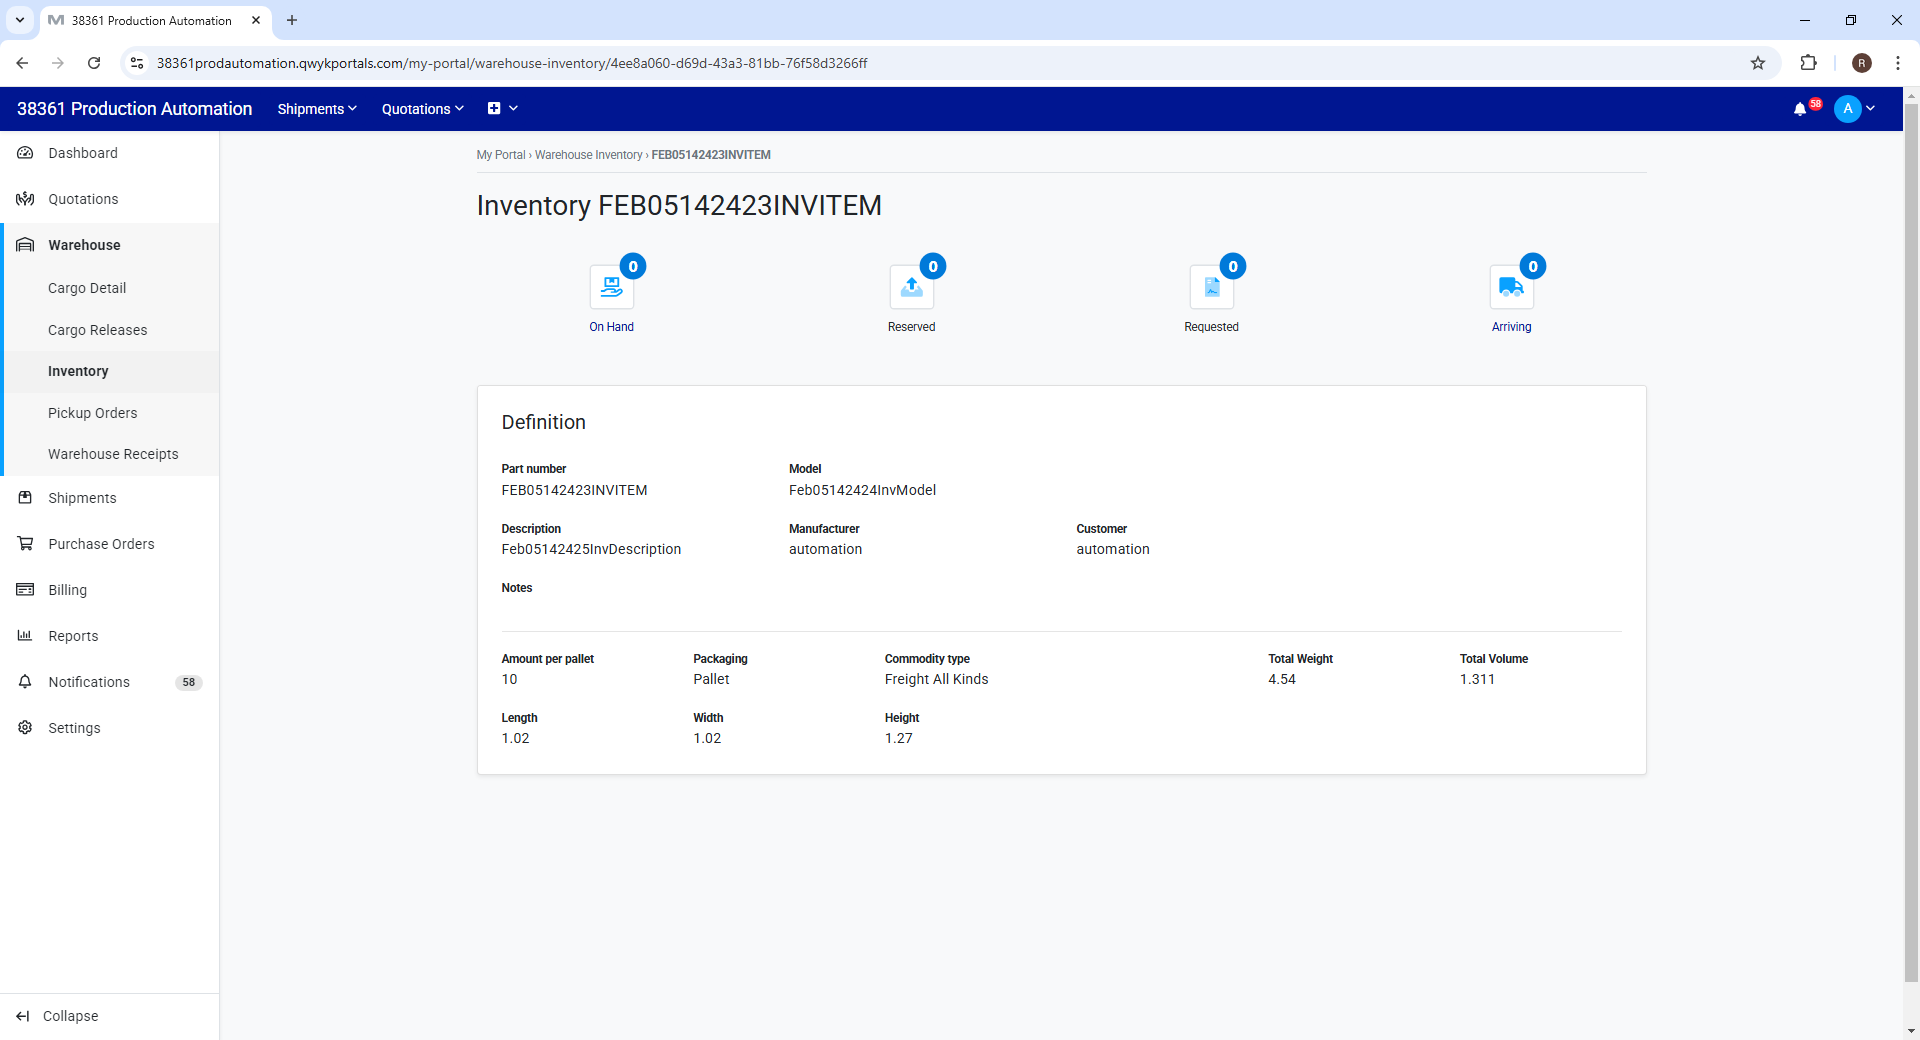 38361 Production Automation
38361prodautomation.qwykportals.com/my-portal/warehouse-inventory/4ee8a060-d69d-43a3-81bb-76f58d3266ff
R
38361 Production Automation
Shipments
Quotations
58
A
Dashboard
Quotations
Warehouse
Cargo Detail
Cargo Releases
Inventory
Pickup Orders
Warehouse Receipts
Shipments
Purchase Orders
Billing
Reports
Notifications 58
Settings
Collapse
My Portal › Warehouse Inventory › FEB05142423INVITEM
Inventory FEB05142423INVITEM
0 0 0 0
On Hand Reserved Requested Arriving
Definition
Part number Model
FEB05142423INVITEM Feb05142424InvModel
Description Manufacturer Customer
Feb05142425InvDescription automation automation
Notes
Amount per pallet Packaging Commodity type Total Weight Total Volume
10 Pallet Freight All Kinds 4.54 1.311
Length Width Height
1.02 1.02 1.27